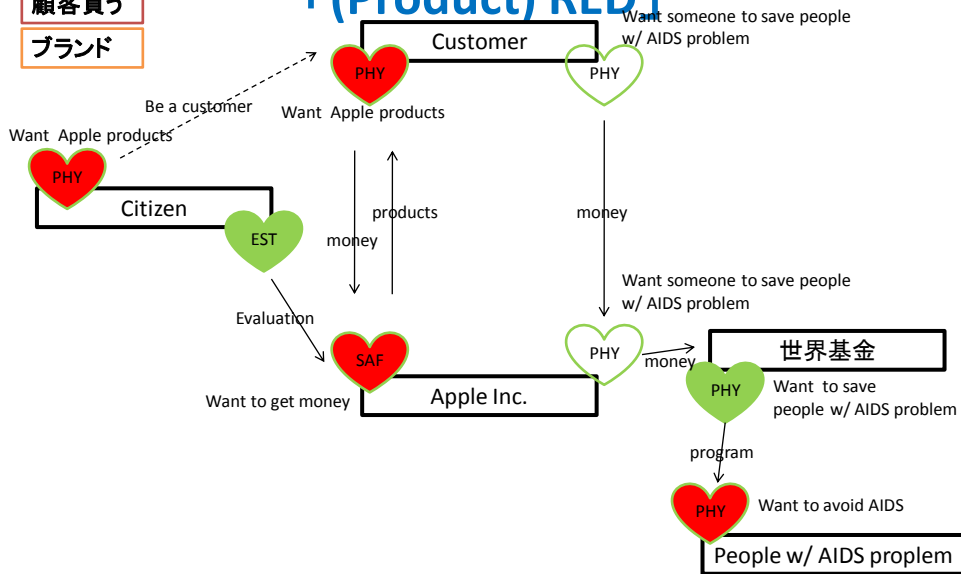 顧客買う
ブランド
「(Product) RED」
Customer
Want someone to save people
w/ AIDS problem
PHY
PHY
Want Apple products
Be a customer
Want Apple products
PHY
Citizen
EST
products
money
money
Evaluation
Want someone to save people
w/ AIDS problem
SAF
PHY
money
世界基金
Want to get money
Apple Inc.
PHY
Want to save
people w/ AIDS problem
program
PHY
Want to avoid AIDS
People w/ AIDS proplem